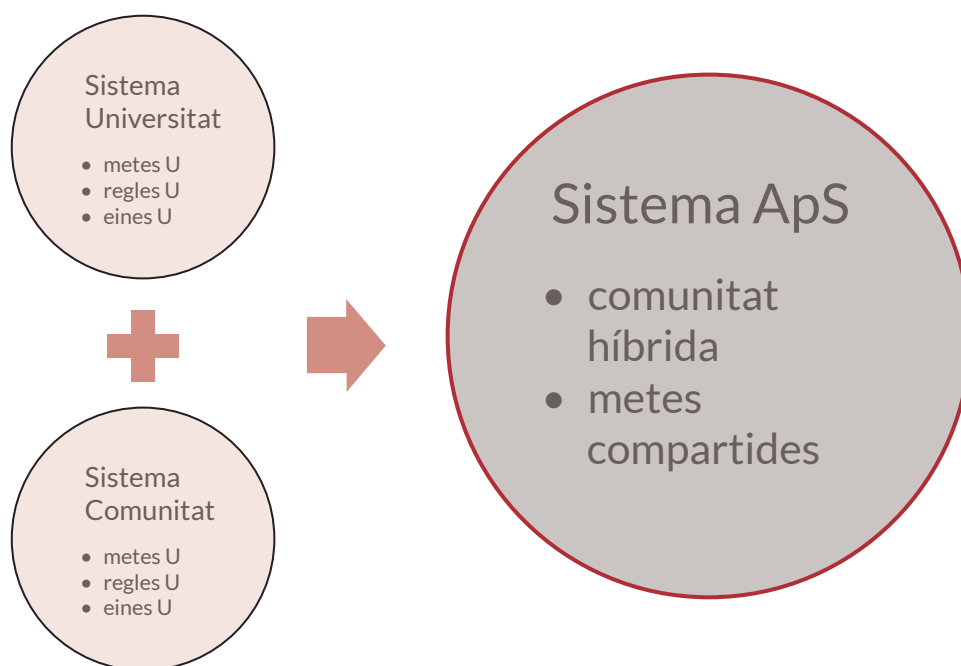 Sistema
Universitat
• metes U
• regles U
• eines U
Sistema
Comunitat
• metes U
• regles U
• eines U
Sistema ApS
• comunitat
híbrida
• metes
compartides